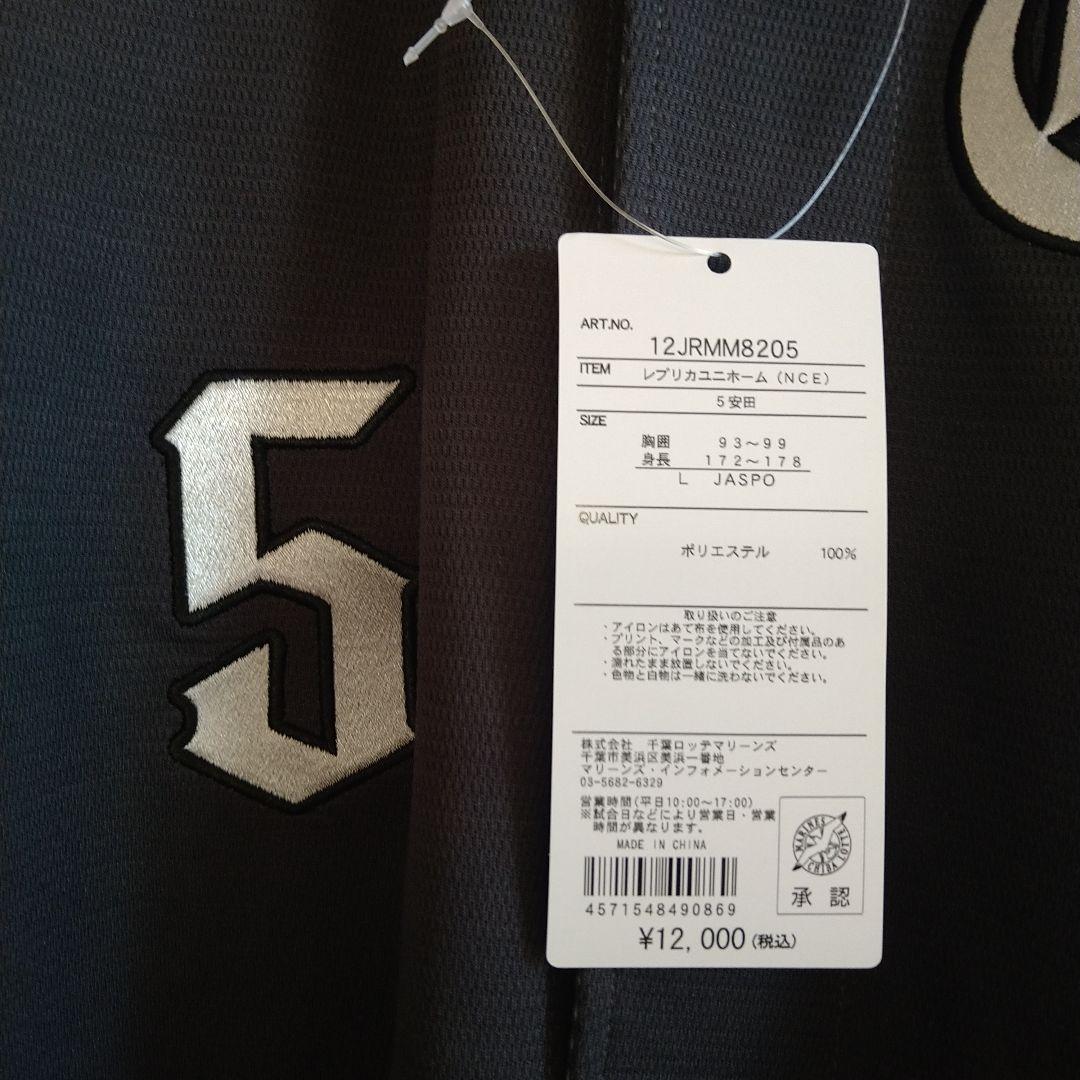 5
ART.NO.
12JRMM8205
ITEM レプリカユニホーム（NCE）
5安田
SIZE
胸囲 93～99
身長 172～178
L JASPO
QUALITY
ポリエステル 100%
取り扱いのご注意
・アイロンはあて布を使用してください。
・プリント、マークなどの加工及び付属品のあ
る部分にアイロンを当てないでください。
・濡れたまま放置しないでください。
・色物と白物は一緒に洗わないでください。
株式会社 千葉ロッテマリーンズ
千葉市美浜区美浜一番地
マリーンズ・インフォメーションセンター
03-5682-6329
営業時間(平日10:00～17:00)
※試合日などにより営業日・営業
時間が異なります。
MADE IN CHINA
4571548490869
MARINES
LOTTE
CHIBA
承認
¥12,000(税込)